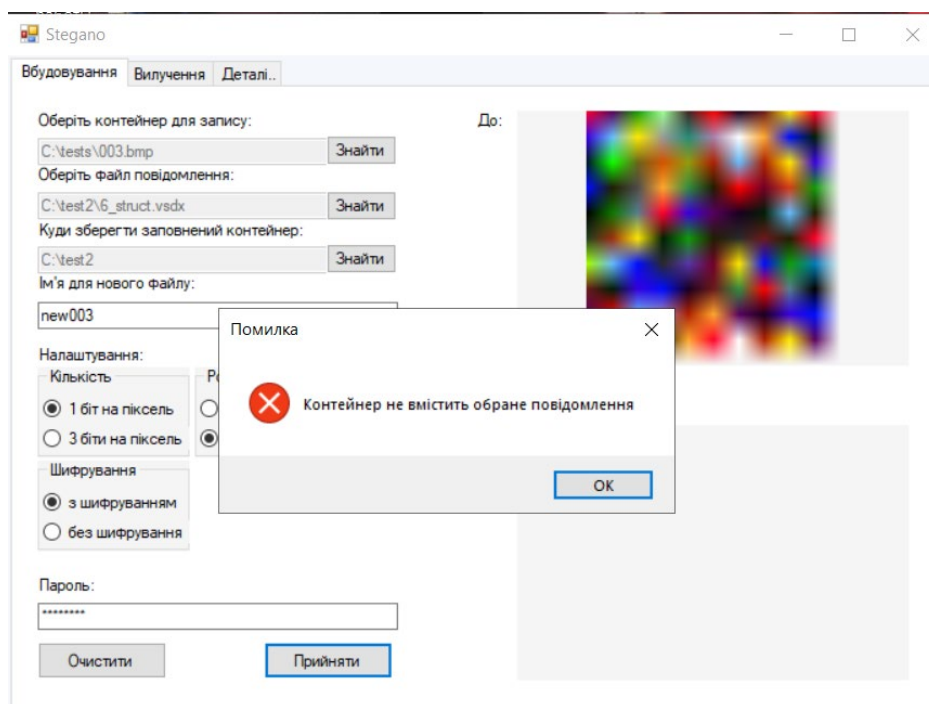 Stegano
Вбудовування Вилучення Деталі..
Оберіть контейнер для запису:
До:
C:\tests\003.bmp Знайти
Оберіть файл повідомлення:
C:\test2\6_struct.vsdx Знайти
Куди зберегти заповнений контейнер:
C:\test2 Знайти
Ім'я для нового файлу:
new003
Помилка
Контейнер не вмістить обране повідомлення
OK
Налаштування:
Кількість
1 біт на піксель
3 біти на піксель
Шифрування
з шифруванням
без шифрування
Пароль:
********
Очистити Прийняти